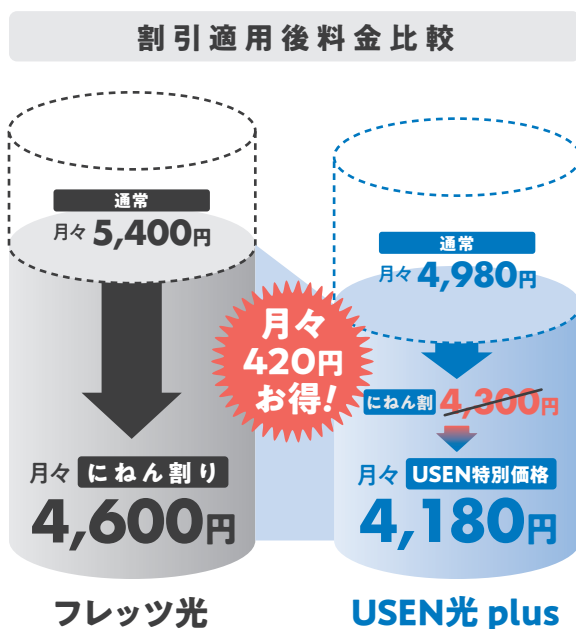 割引適用後料金比較
通常
月々 5,400円
月々 にねん割り
4,600円
フレッツ光
月々
420円
お得!
通常
月々 4,980円
にねん割 4,300円
月々 USEN特別価格
4,180円
USEN光 plus